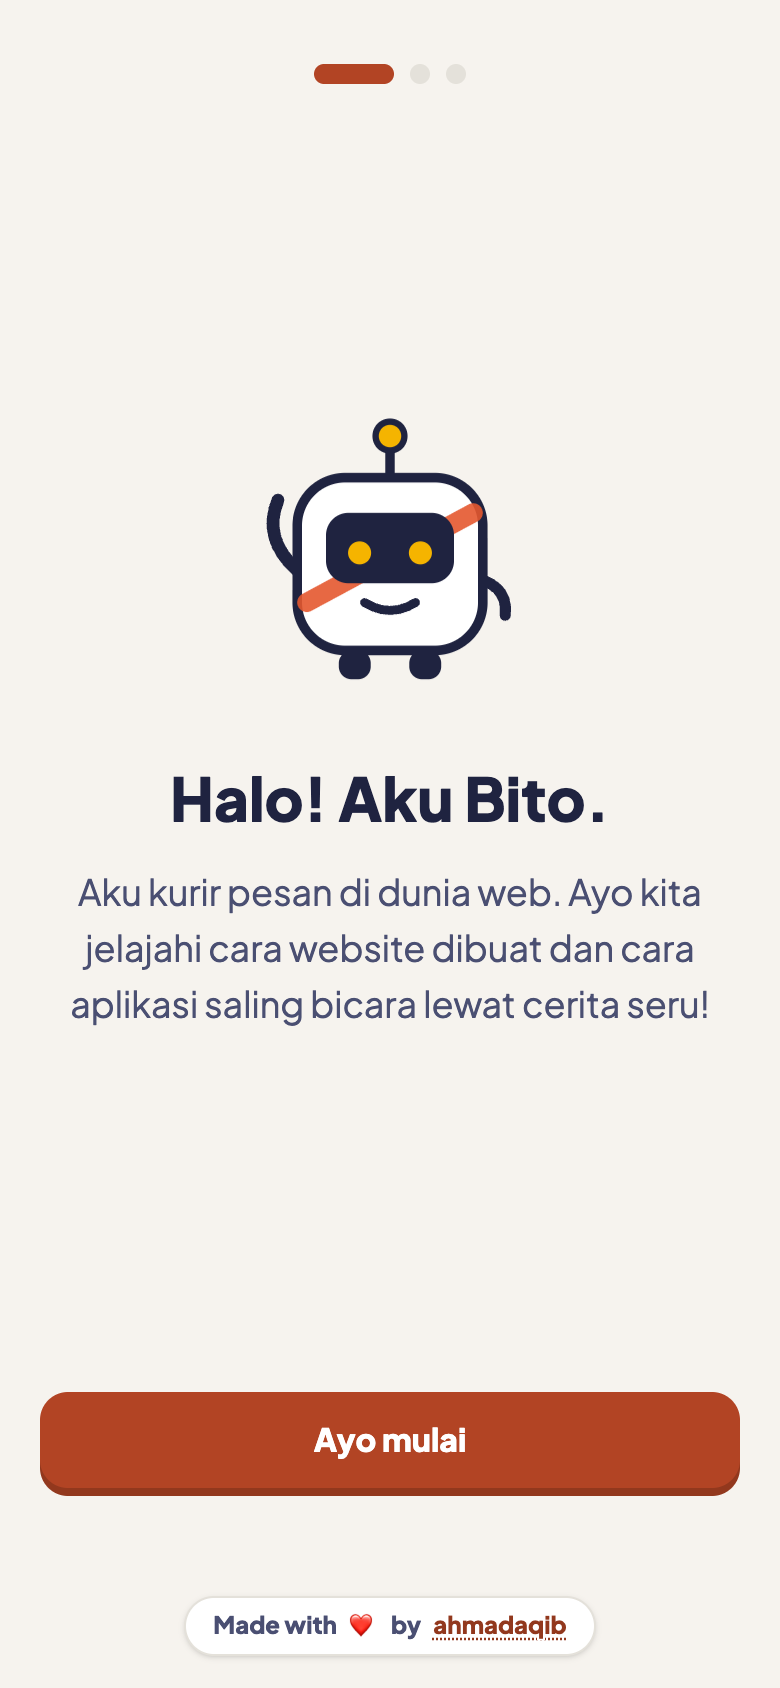 Halo! Aku Bito.
Aku kurir pesan di dunia web. Ayo kita
jelajahi cara website dibuat dan cara
aplikasi saling bicara lewat cerita seru!
Ayo mulai
Made with ❤️ by ahmadaqib